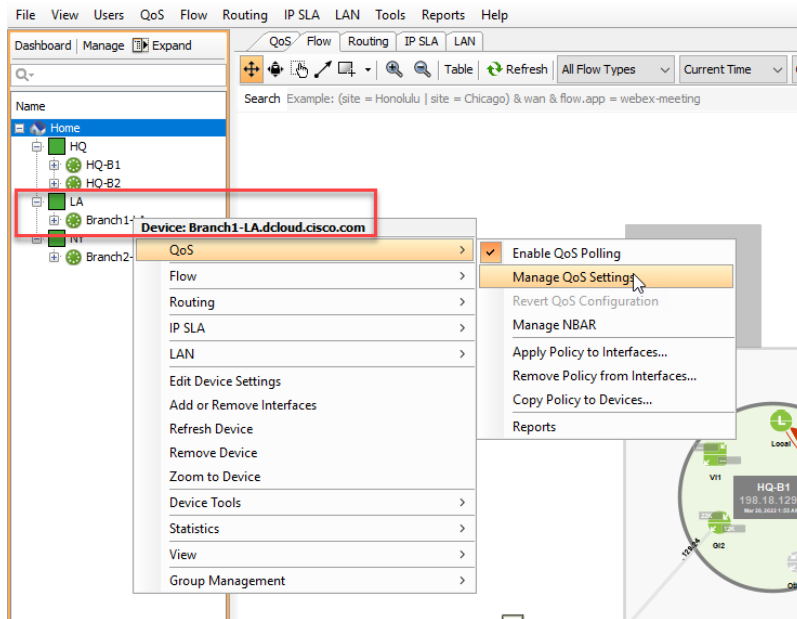 File View Users QoS Flow Routing IP SLA LAN Tools Reports Help
Dashboard Manage Expand
QoS Flow Routing IP SLA LAN
Table Refresh All Flow Types Current Time
Search Example: (site = Honolulu | site = Chicago) & wan & flow.app = webex-meeting
Name
Home
HQ
HQ-B1
HQ-B2
LA
Branch1-
Device: Branch1-LA.dcloud.cisco.com
NY
Branch2-
QoS
Flow
Routing
IP SLA
LAN
Edit Device Settings
Add or Remove Interfaces
Refresh Device
Remove Device
Zoom to Device
Device Tools
Statistics
View
Group Management
Enable QoS Polling
Manage QoS Settings
Revert QoS Configuration
Manage NBAR
Apply Policy to Interfaces...
Remove Policy from Interfaces...
Copy Policy to Devices...
Reports
Local
HQ-B1
198.18.129
GI2